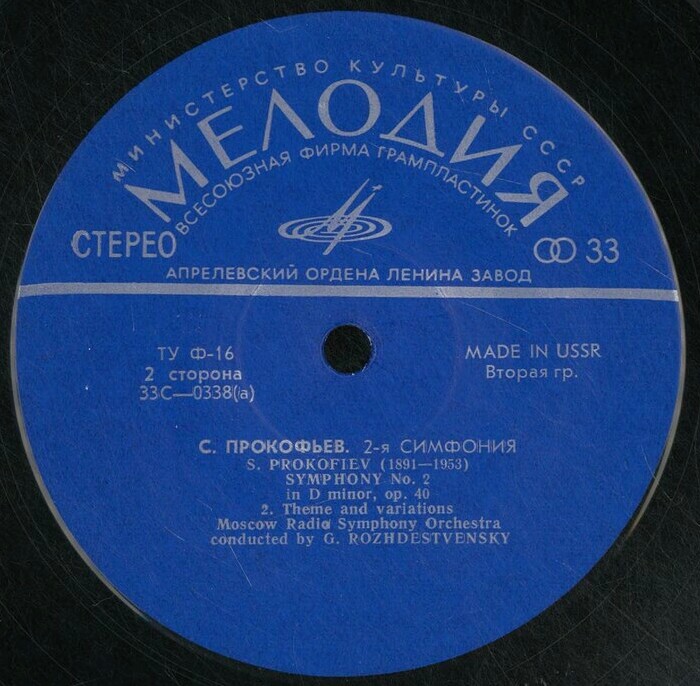 МИНИСТЕРСТВО КУЛЬТУРЫ СССР
МЕЛОДИЯ
ВСЕСОЮЗНАЯ ФИРМА ГРАМПЛАСТИНОК
СТЕРЕО
33
АПРЕЛЕВСКИЙ ОРДЕНА ЛЕНИНА ЗАВОД
ТУ Ф-16
2 сторона
33С—0338(а)
MADE IN USSR
Вторая гр.
С. ПРОКОФЬЕВ. 2-я СИМФОНИЯ
S. PROKOFIEV (1891—1953)
SYMPHONY No. 2
in D minor, op. 40
2. Theme and variations
Moscow Radio Symphony Orchestra
conducted by G. ROZHDESTVENSKY